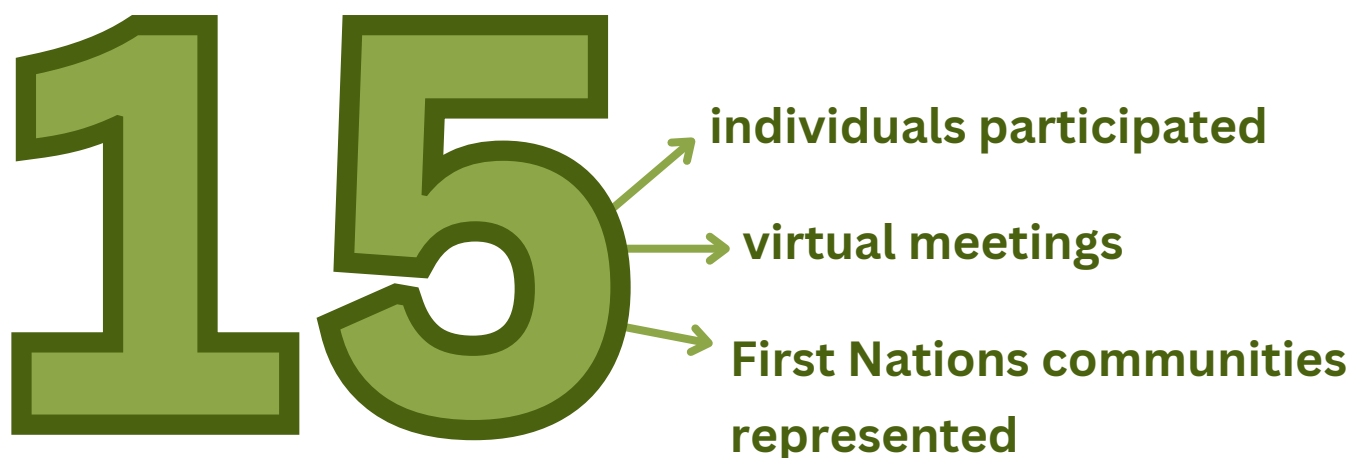 15
individuals participated
virtual meetings
First Nations communities
represented